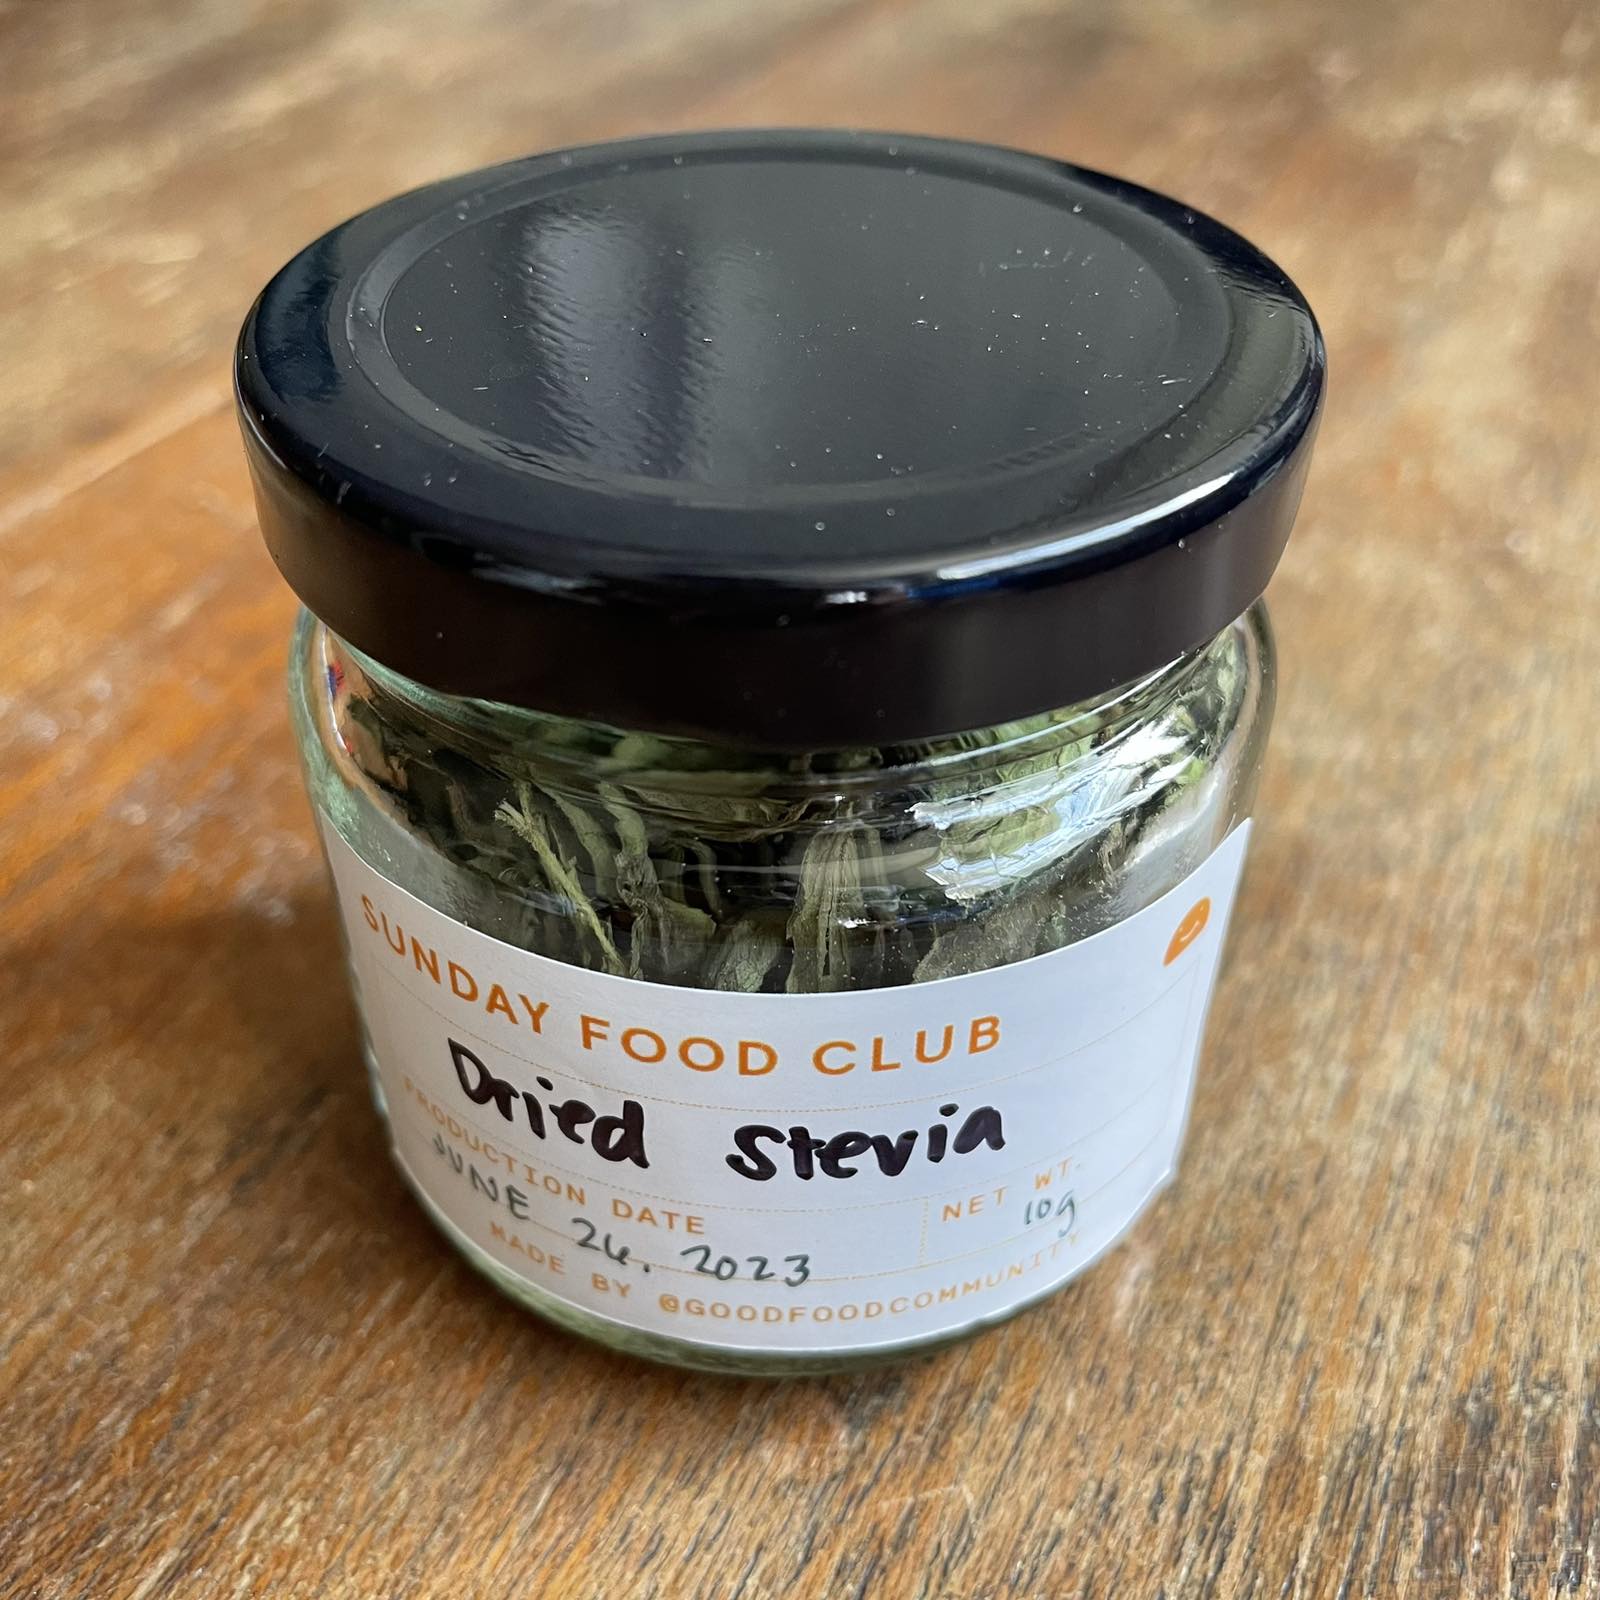 SUNDAY FOOD CLUB
Dried Stevia
PRODUCTION DATE
NET WT.
JUNE 26. 2023
10g
MADE BY @GOODFOODCOMMUNITY